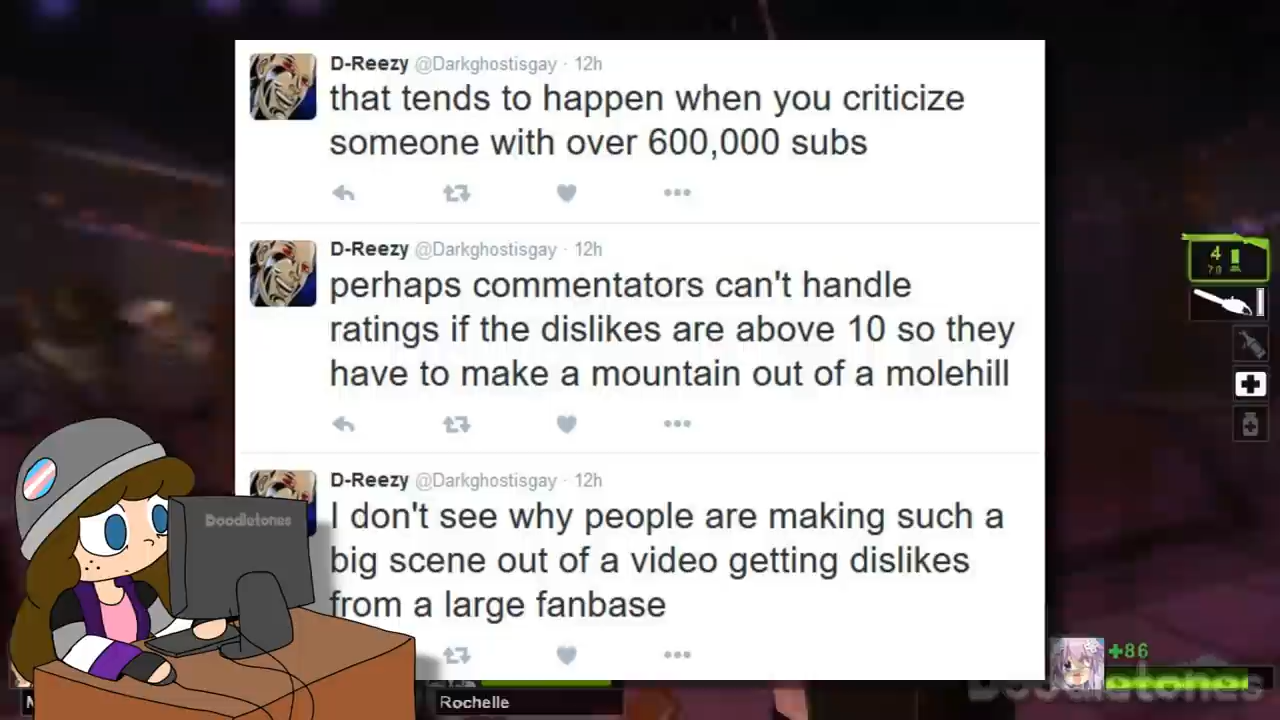 D-Reezy @Darkghostisgay · 12h
that tends to happen when you criticize
someone with over 600,000 subs
D-Reezy @Darkghostisgay · 12h
perhaps commentators can't handle
ratings if the dislikes are above 10 so they
have to make a mountain out of a molehill
D-Reezy @Darkghostisgay · 12h
I don't see why people are making such a
big scene out of a video getting dislikes
from a large fanbase
4
70
Doodletones
+86
Doodletones
Rochelle